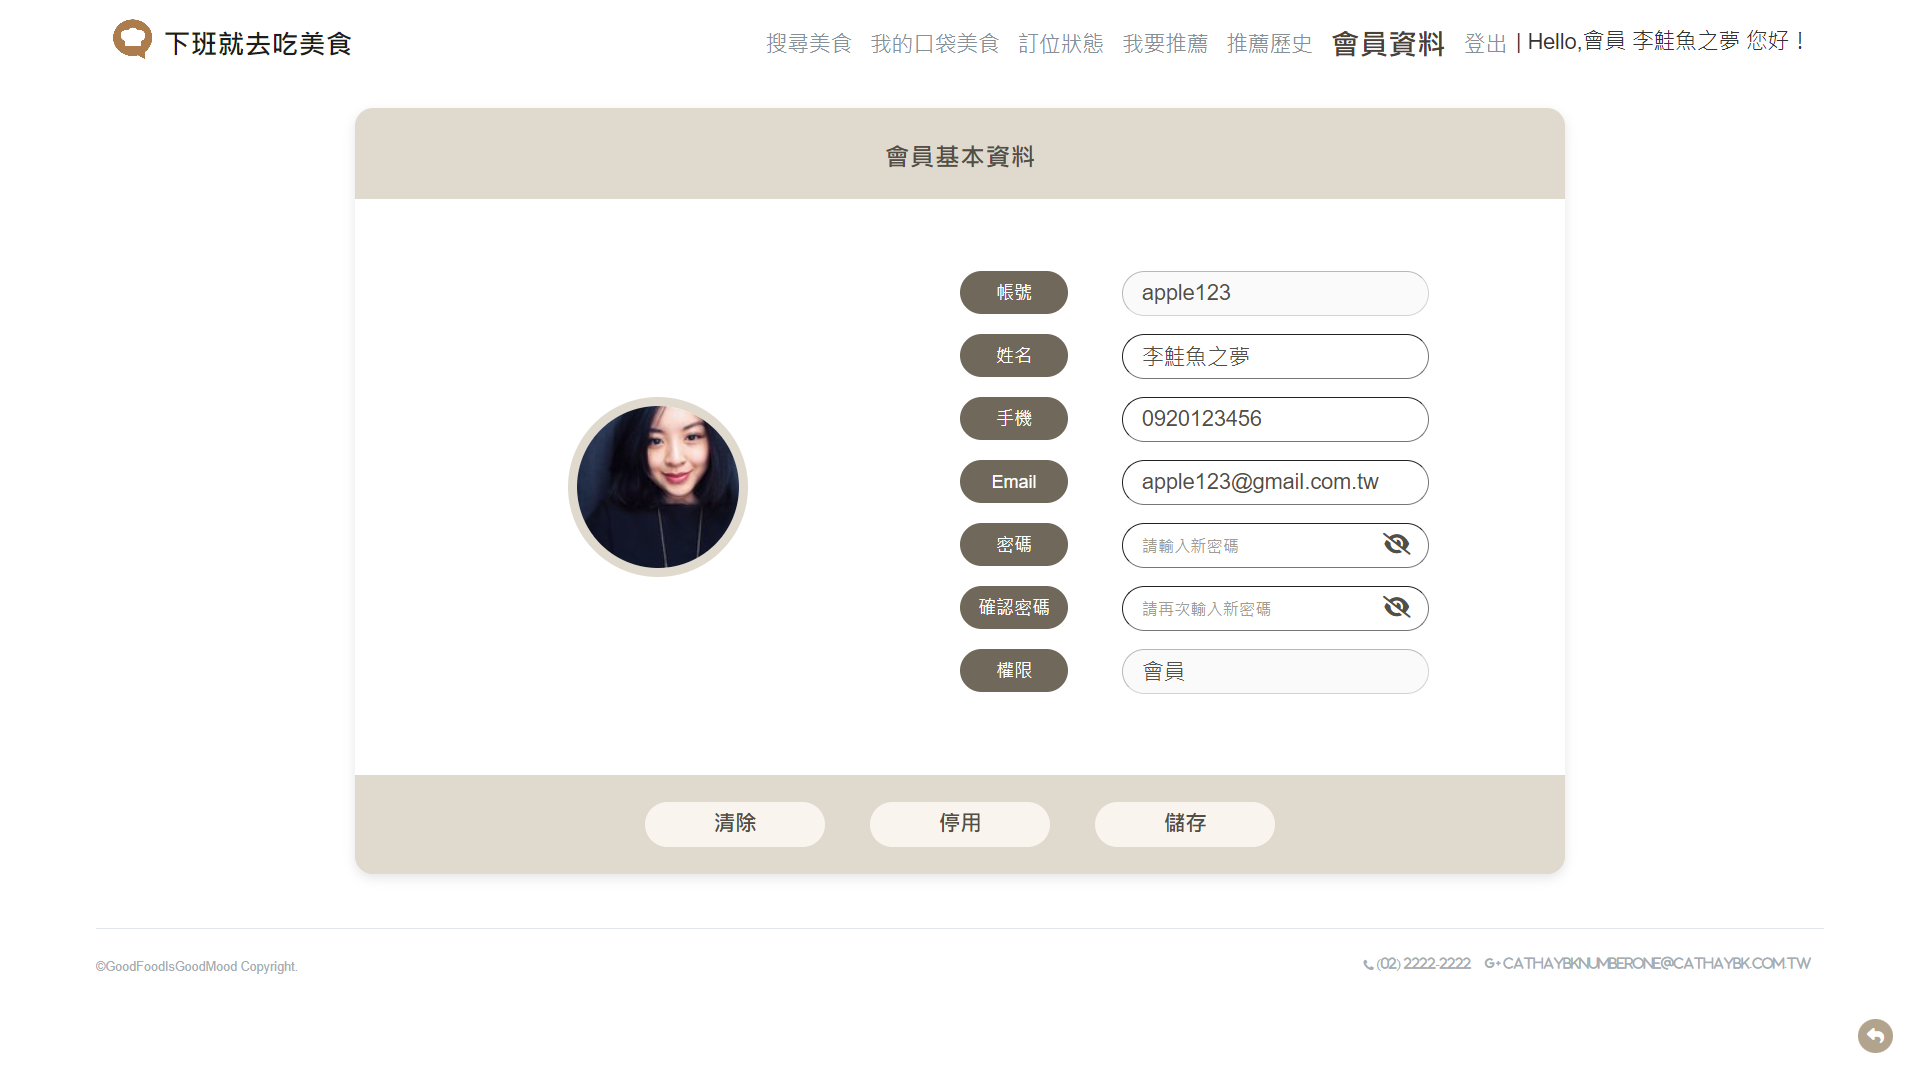 下班就去吃美食
搜尋美食 我的口袋美食 訂位狀態 我要推薦 推薦歷史 會員資料 登出 | Hello,會員 李鮭魚之夢 您好！
會員基本資料
帳號 apple123
姓名 李鮭魚之夢
手機 0920123456
Email apple123@gmail.com.tw
密碼 請輸入新密碼
確認密碼 請再次輸入新密碼
權限 會員
清除 停用 儲存
©GoodFoodIsGoodMood Copyright.
(02) 2222-2222 G+ CATHAYBKNUMBERONE@CATHAYBK.COM.TW